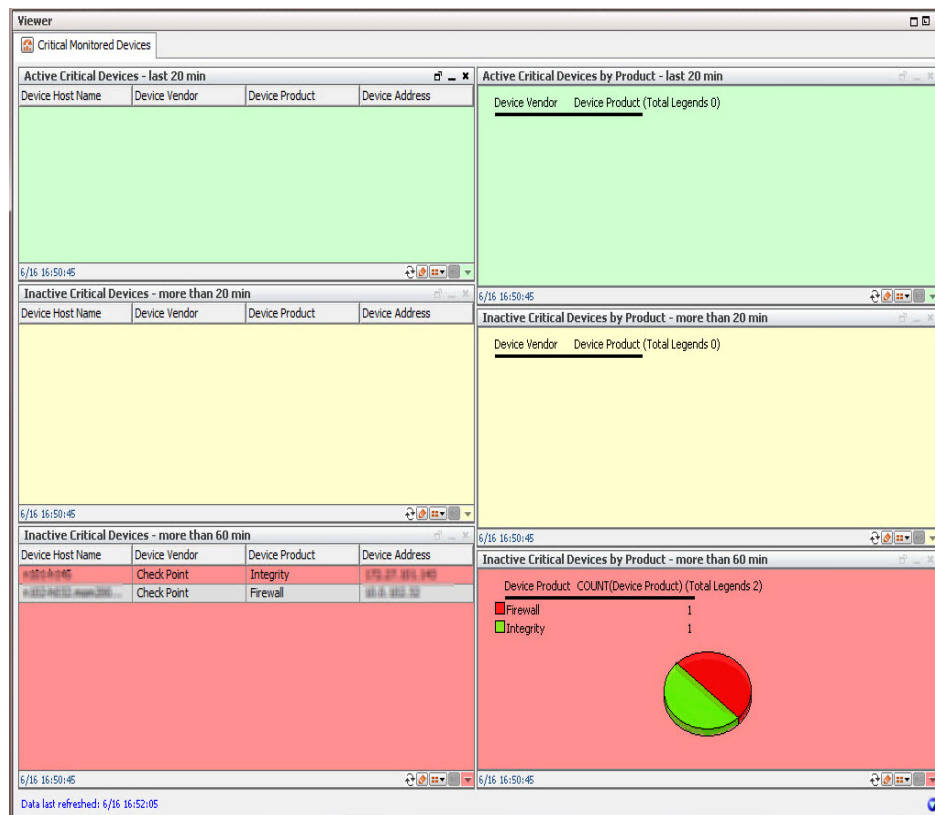 Viewer
Critical Monitored Devices
Active Critical Devices - last 20 min
Device Host Name Device Vendor Device Product Device Address
6/16 16:50:45
Inactive Critical Devices - more than 20 min
Device Host Name Device Vendor Device Product Device Address
6/16 16:50:45
Inactive Critical Devices - more than 60 min
Device Host Name Device Vendor Device Product Device Address
Check Point Integrity
Check Point Firewall
6/16 16:50:45
Active Critical Devices by Product - last 20 min
Device Vendor Device Product (Total Legends 0)
6/16 16:50:45
Inactive Critical Devices by Product - more than 20 min
Device Vendor Device Product (Total Legends 0)
6/16 16:50:45
Inactive Critical Devices by Product - more than 60 min
Device Product COUNT(Device Product) (Total Legends 2)
Firewall 1
Integrity 1
6/16 16:50:45
Data last refreshed: 6/16 16:52:05